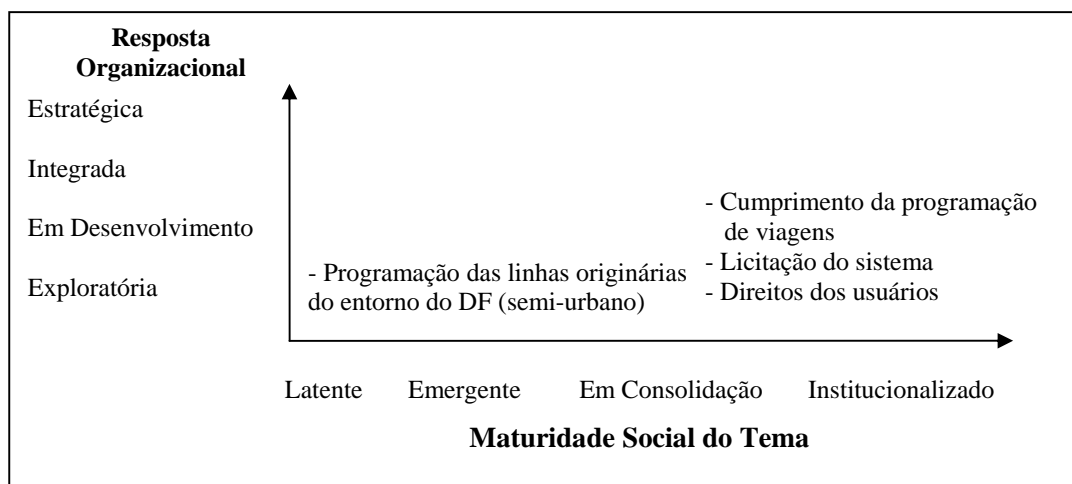 Resposta
Organizacional
Estratégica
Integrada
Em Desenvolvimento
Exploratória
- Programação das linhas originárias
do entorno do DF (semi-urbano)
- Cumprimento da programação
de viagens
- Licitação do sistema
- Direitos dos usuários
Latente
Emergente
Em Consolidação
Institucionalizado
Maturidade Social do Tema